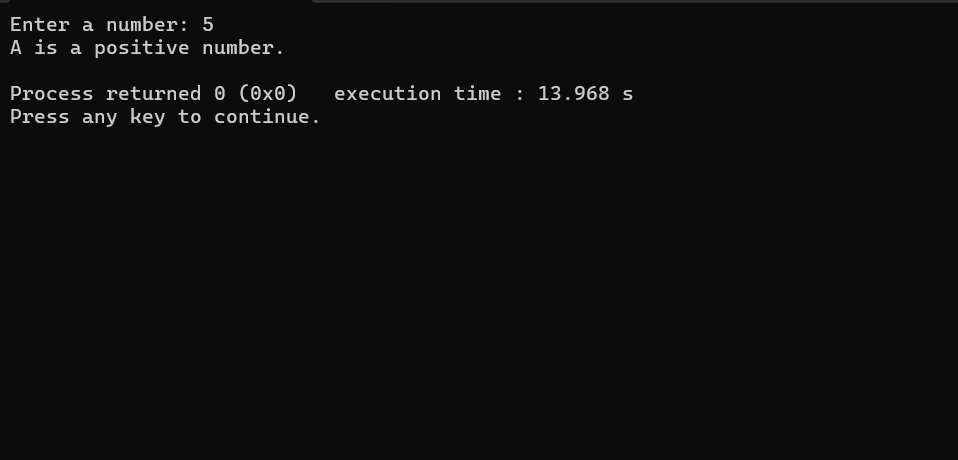 Enter a number: 5
A is a positive number.
Process returned 0 (0x0)   execution time : 13.968 s
Press any key to continue.